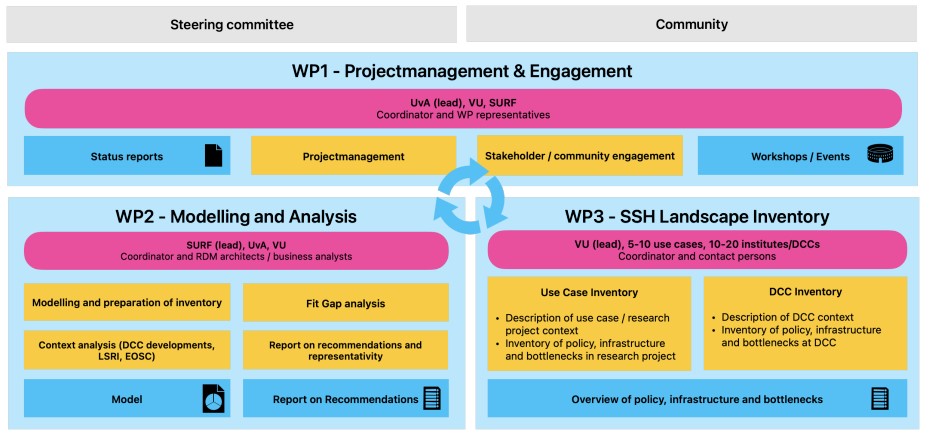 Steering committee
Community
WP1 - Projectmanagement & Engagement
UvA (lead), VU, SURF
Coordinator and WP representatives
Status reports
Projectmanagement
Stakeholder / community engagement
Workshops / Events
WP2 - Modelling and Analysis
SURF (lead), UvA, VU
Coordinator and RDM architects / business analysts
Modelling and preparation of inventory
Fit Gap analysis
Context analysis (DCC developments,
LSRI, EOSC)
Report on recommendations and
representativity
Model
Report on Recommendations
WP3 - SSH Landscape Inventory
VU (lead), 5-10 use cases, 10-20 institutes/DCCs
Coordinator and contact persons
Use Case Inventory
• Description of use case / research
project context
• Inventory of policy, infrastructure
and bottlenecks in research project
DCC Inventory
• Description of DCC context
• Inventory of policy, infrastructure
and bottlenecks at DCC
Overview of policy, infrastructure and bottlenecks